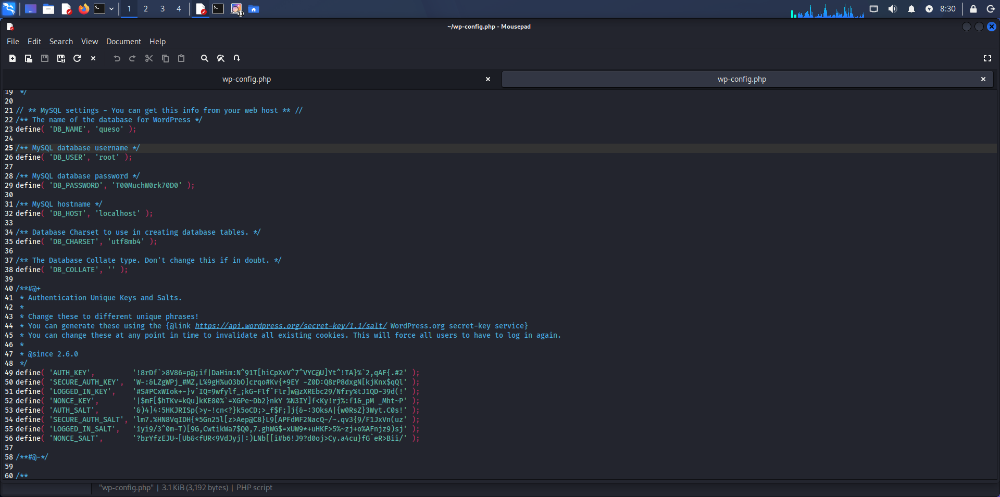 1 2 3 4 11 8:30
~/wp-config.php - Mousepad
File Edit Search View Document Help
wp-config.php wp-config.php
19 */
20
21 // ** MySQL settings - You can get this info from your web host ** //
22 /** The name of the database for WordPress */
23 define( 'DB_NAME', 'queso' );
24
25 /** MySQL database username */
26 define( 'DB_USER', 'root' );
27
28 /** MySQL database password */
29 define( 'DB_PASSWORD', 'T00MuchW0rk70D0' );
30
31 /** MySQL hostname */
32 define( 'DB_HOST', 'localhost' );
33
34 /** Database Charset to use in creating database tables. */
35 define( 'DB_CHARSET', 'utf8mb4' );
36
37 /** The Database Collate type. Don't change this if in doubt. */
38 define( 'DB_COLLATE', '' );
39
40 /**#@+
41 * Authentication Unique Keys and Salts.
42 *
43 * Change these to different unique phrases!
44 * You can generate these using the {@link https://api.wordpress.org/secret-key/1.1/salt/ WordPress.org secret-key service}
45 * You can change these at any point in time to invalidate all existing cookies. This will force all users to have to log in again.
46 *
47 * @since 2.6.0
48 */
49 define( 'AUTH_KEY',         '!8rDf`>8V86=p@;if|DaHim:N^91T[hiCpXvV^7^VYC@U]Yt^!TA}%`2,qAF{.#2' );
50 define( 'SECURE_AUTH_KEY',  'W-:&LZgWPj_#MZ,L%9gH%uO3bO]crqo#Kv{*9EY -Z0D:Q8rP8dxgN[kjKnx$qQl' );
51 define( 'LOGGED_IN_KEY',    '#S#PCxWIok+-}v`IQ=9wfylf_;kG-Flf`Flr]w@zXREbc29/Nfry%tJ1QD-39d(!' );
52 define( 'NONCE_KEY',        '|$mF[$hTKv=kQu]kKE80%`=XGPe~Db2}nkY %N3IY]f<Ky!rj%:f1&_pM _Mht~P' );
53 define( 'AUTH_SALT',        '&)4]4:5HKJRISp(>y-!cn<?}k5oCD;>_f$F;]j{&-:3OksA|{w0RsZ}3Wyt.C0s!' );
54 define( 'SECURE_AUTH_SALT', 'lm7.%HN8VqIDH{*5Gn25l[z>Aep@C8}L9[APFdMF2NacQ-/~.qv3{9/F1JxVn(uz' );
55 define( 'LOGGED_IN_SALT',   '1yi9/3^0m-T)[9G,CwtikWa7$Q0,7.ghWG$=xUW9*+uHKF>5%~zj+o%AFnjz9)sj' );
56 define( 'NONCE_SALT',       '?brYfzEJU~[Ub&<fUR<9VdJyj|:)LNb[[i#b6!J9?d0oj>Cy.a4cu}fG`eR>Bii/' );
57
58 /**#@-*/
59
60 /**
"wp-config.php" | 3.1 KiB (3,192 bytes) | PHP script